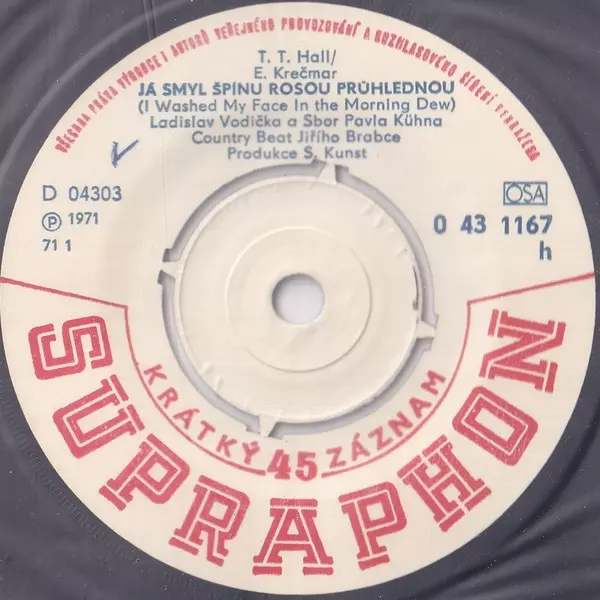 VŠECHNA PRÁVA VÝROBCE I AUTORŮ VEŘEJNÉHO PROVOZOVÁNÍ A ROZHLASOVÉHO ŠÍŘENÍ VYHRAZENA
T. T. Hall/
E. Krečmar
JÁ SMYL ŠPÍNU ROSOU PRŮHLEDNOU
(I Washed My Face In the Morning Dew)
Ladislav Vodička a Sbor Pavla Kühna
Country Beat Jiřího Brabce
Produkce S. Kunst
D 04303
Ⓟ 1971
71 1
OSA
0 43 1167
h
KRÁTKÝ 45 ZÁZNAM
SUPRAPHON